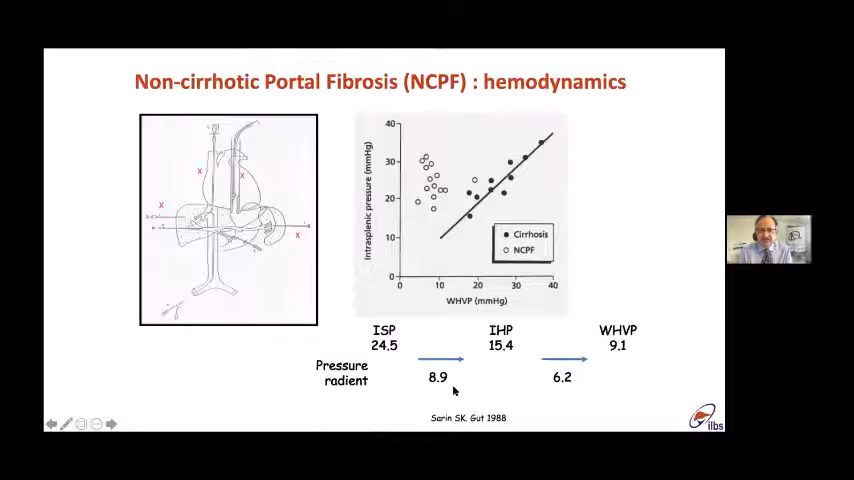 Non-cirrhotic Portal Fibrosis (NCPF) : hemodynamics
x
x
x
x
Intrasplenic pressure (mmHg)
40
30
20
10
0
0 10 20 30 40
WHVP (mmHg)
Cirrhosis
NCPF
ISP IHP WHVP
24.5 15.4 9.1
Pressure
radient
8.9 6.2
Sarin SK. Gut 1988
ilbs